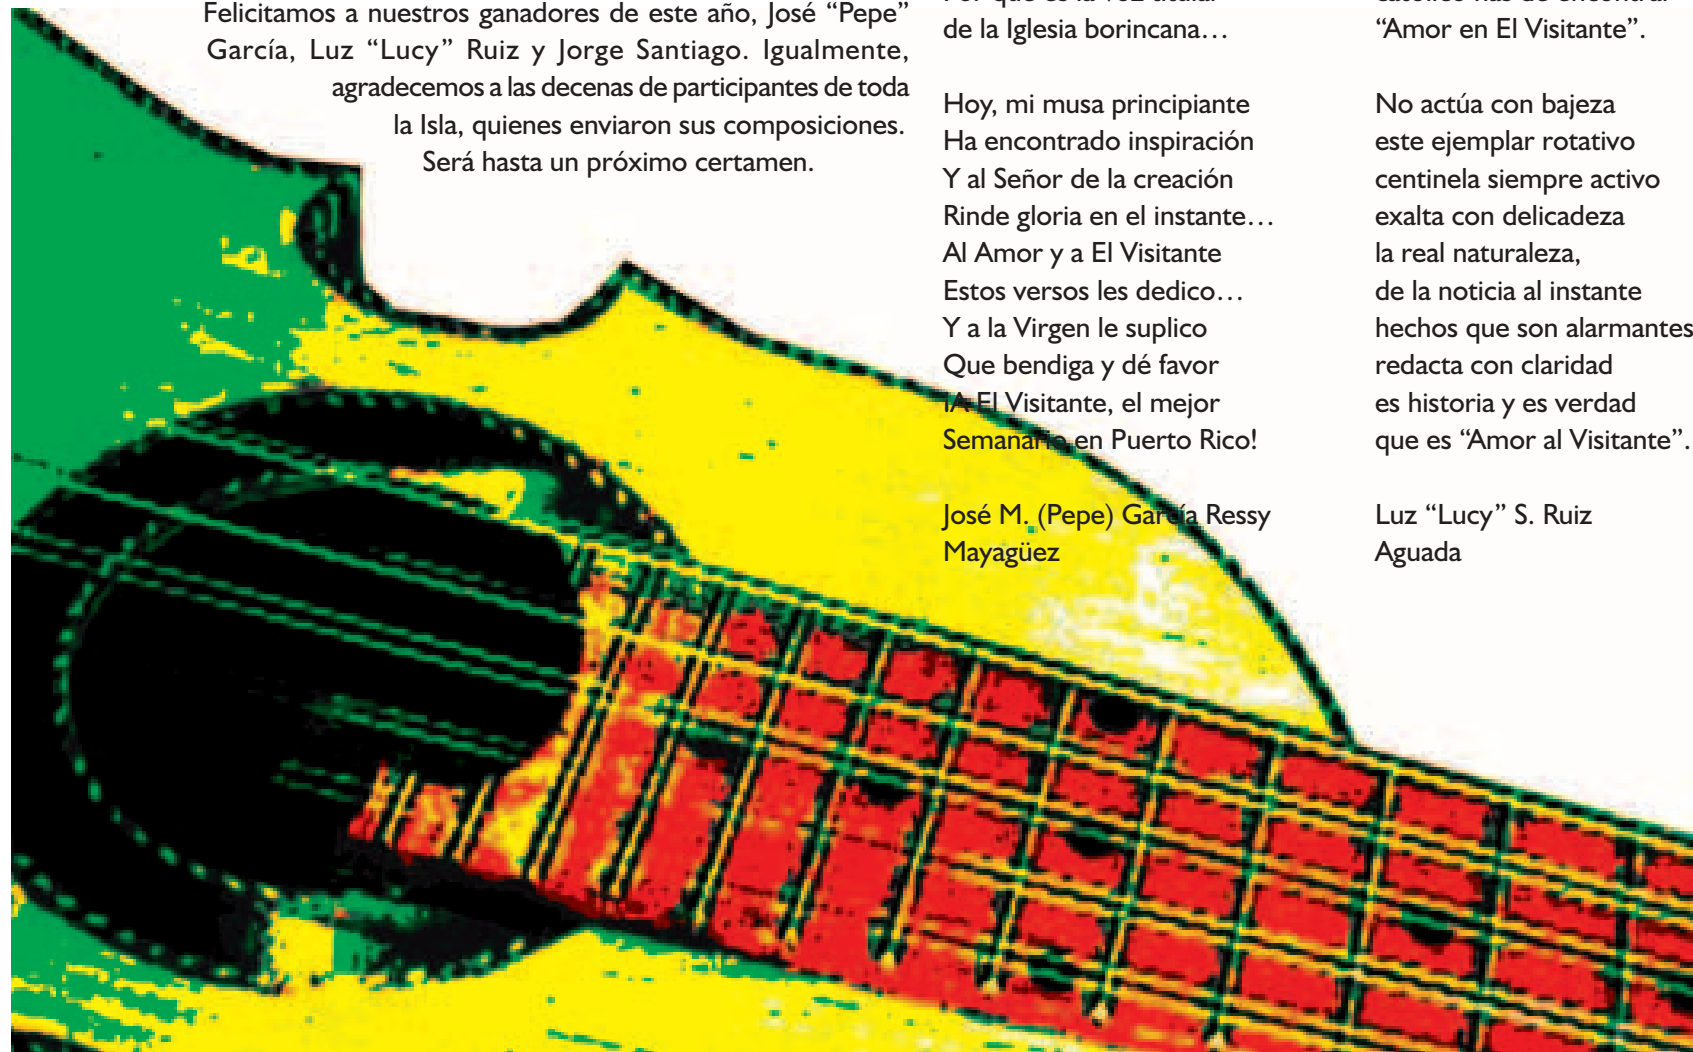 Felicitamos a nuestros ganadores de este año, José “Pepe”
García, Luz “Lucy” Ruiz y Jorge Santiago. Igualmente,
agradecemos a las decenas de participantes de toda
la Isla, quienes enviaron sus composiciones.
Será hasta un próximo certamen.
de la Iglesia borincana…
Hoy, mi musa principiante
Ha encontrado inspiración
Y al Señor de la creación
Rinde gloria en el instante…
Al Amor y a El Visitante
Estos versos les dedico…
Y a la Virgen le suplico
Que bendiga y dé favor
¡A El Visitante, el mejor
Semanario en Puerto Rico!
José M. (Pepe) García Ressy
Mayagüez
“Amor en El Visitante”.
No actúa con bajeza
este ejemplar rotativo
centinela siempre activo
exalta con delicadeza
la real naturaleza,
de la noticia al instante
hechos que son alarmantes
redacta con claridad
es historia y es verdad
que es “Amor al Visitante”.
Luz “Lucy” S. Ruiz
Aguada